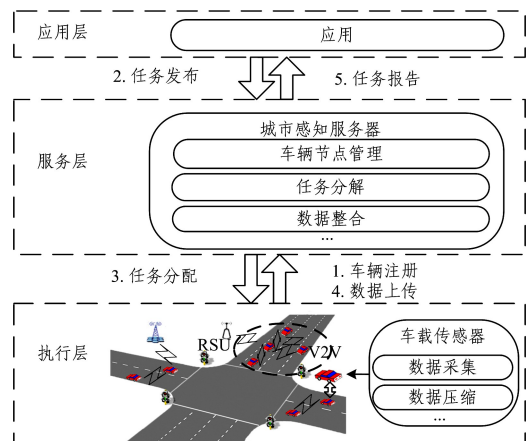 应用层
应用
2. 任务发布
5. 任务报告
城市感知服务器
车辆节点管理
服务层
任务分解
数据整合
...
3. 任务分配
1. 车辆注册
4. 数据上传
RSU
V2V
车载传感器
执行层
数据采集
数据压缩
...